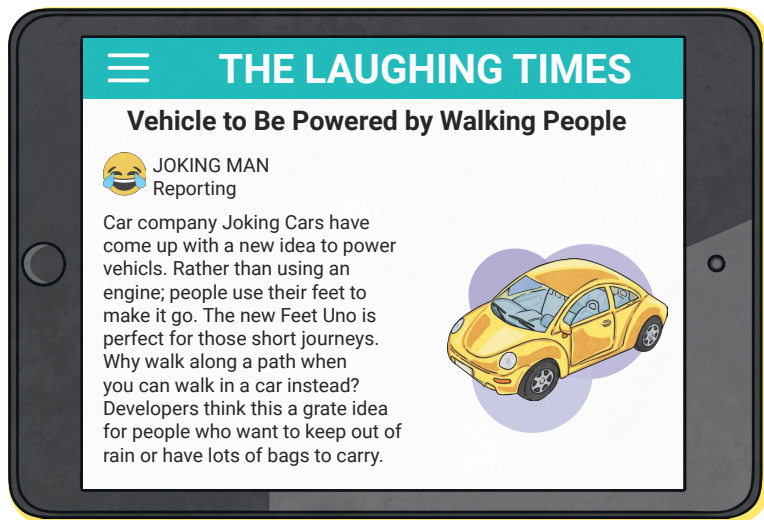 THE LAUGHING TIMES
Vehicle to Be Powered by Walking People
JOKING MAN
Reporting
Car company Joking Cars have
come up with a new idea to power
vehicls. Rather than using an
engine; people use their feet to
make it go. The new Feet Uno is
perfect for those short journeys.
Why walk along a path when
you can walk in a car instead?
Developers think this a grate idea
for people who want to keep out of
rain or have lots of bags to carry.